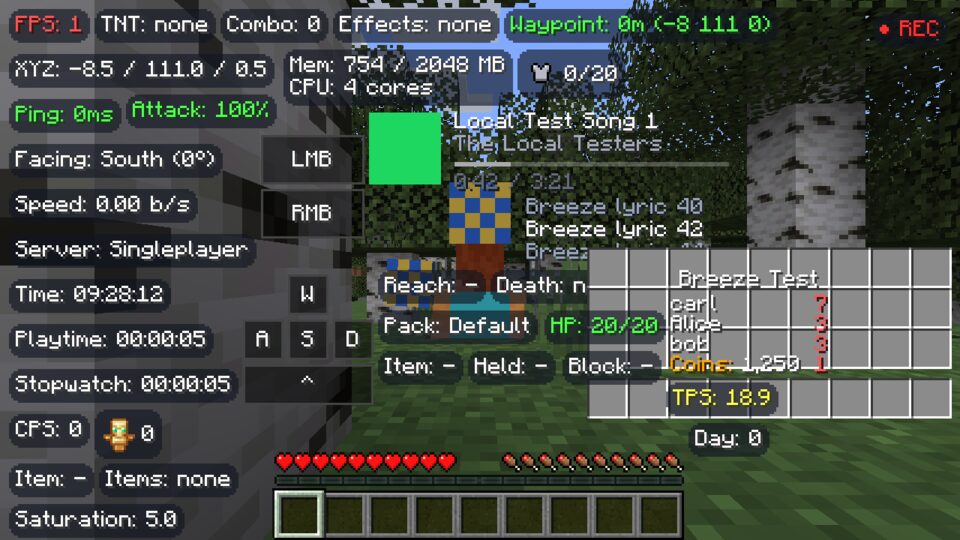 FPS: 1 TNT: none Combo: 0 Effects: none Waypoint: 0m (-8 111 0)
REC
XYZ: -8.5 / 111.0 / 0.5
Mem: 754 / 2048 MB
CPU: 4 cores
0/20
Ping: 0ms Attack: 100%
Local Test Song 1
The Local Testers
0:42 / 3:21
Facing: South (0°)
LMB
Speed: 0.00 b/s
RMB
Breeze lyric 40
Breeze lyric 42
Breeze lyric
Server: Singleplayer
Time: 09:28:12
W
Reach: - Death: n
Breeze Test
carl 7
Alice 3
bob 3
Coins: 1,250 1
Pack: Default HP: 20/20
Playtime: 00:00:05
A S D
Item: - Held: - Block: -
Stopwatch: 00:00:05
^
TPS: 18.9
CPS: 0
0
Day: 0
Item: - Items: none
Saturation: 5.0